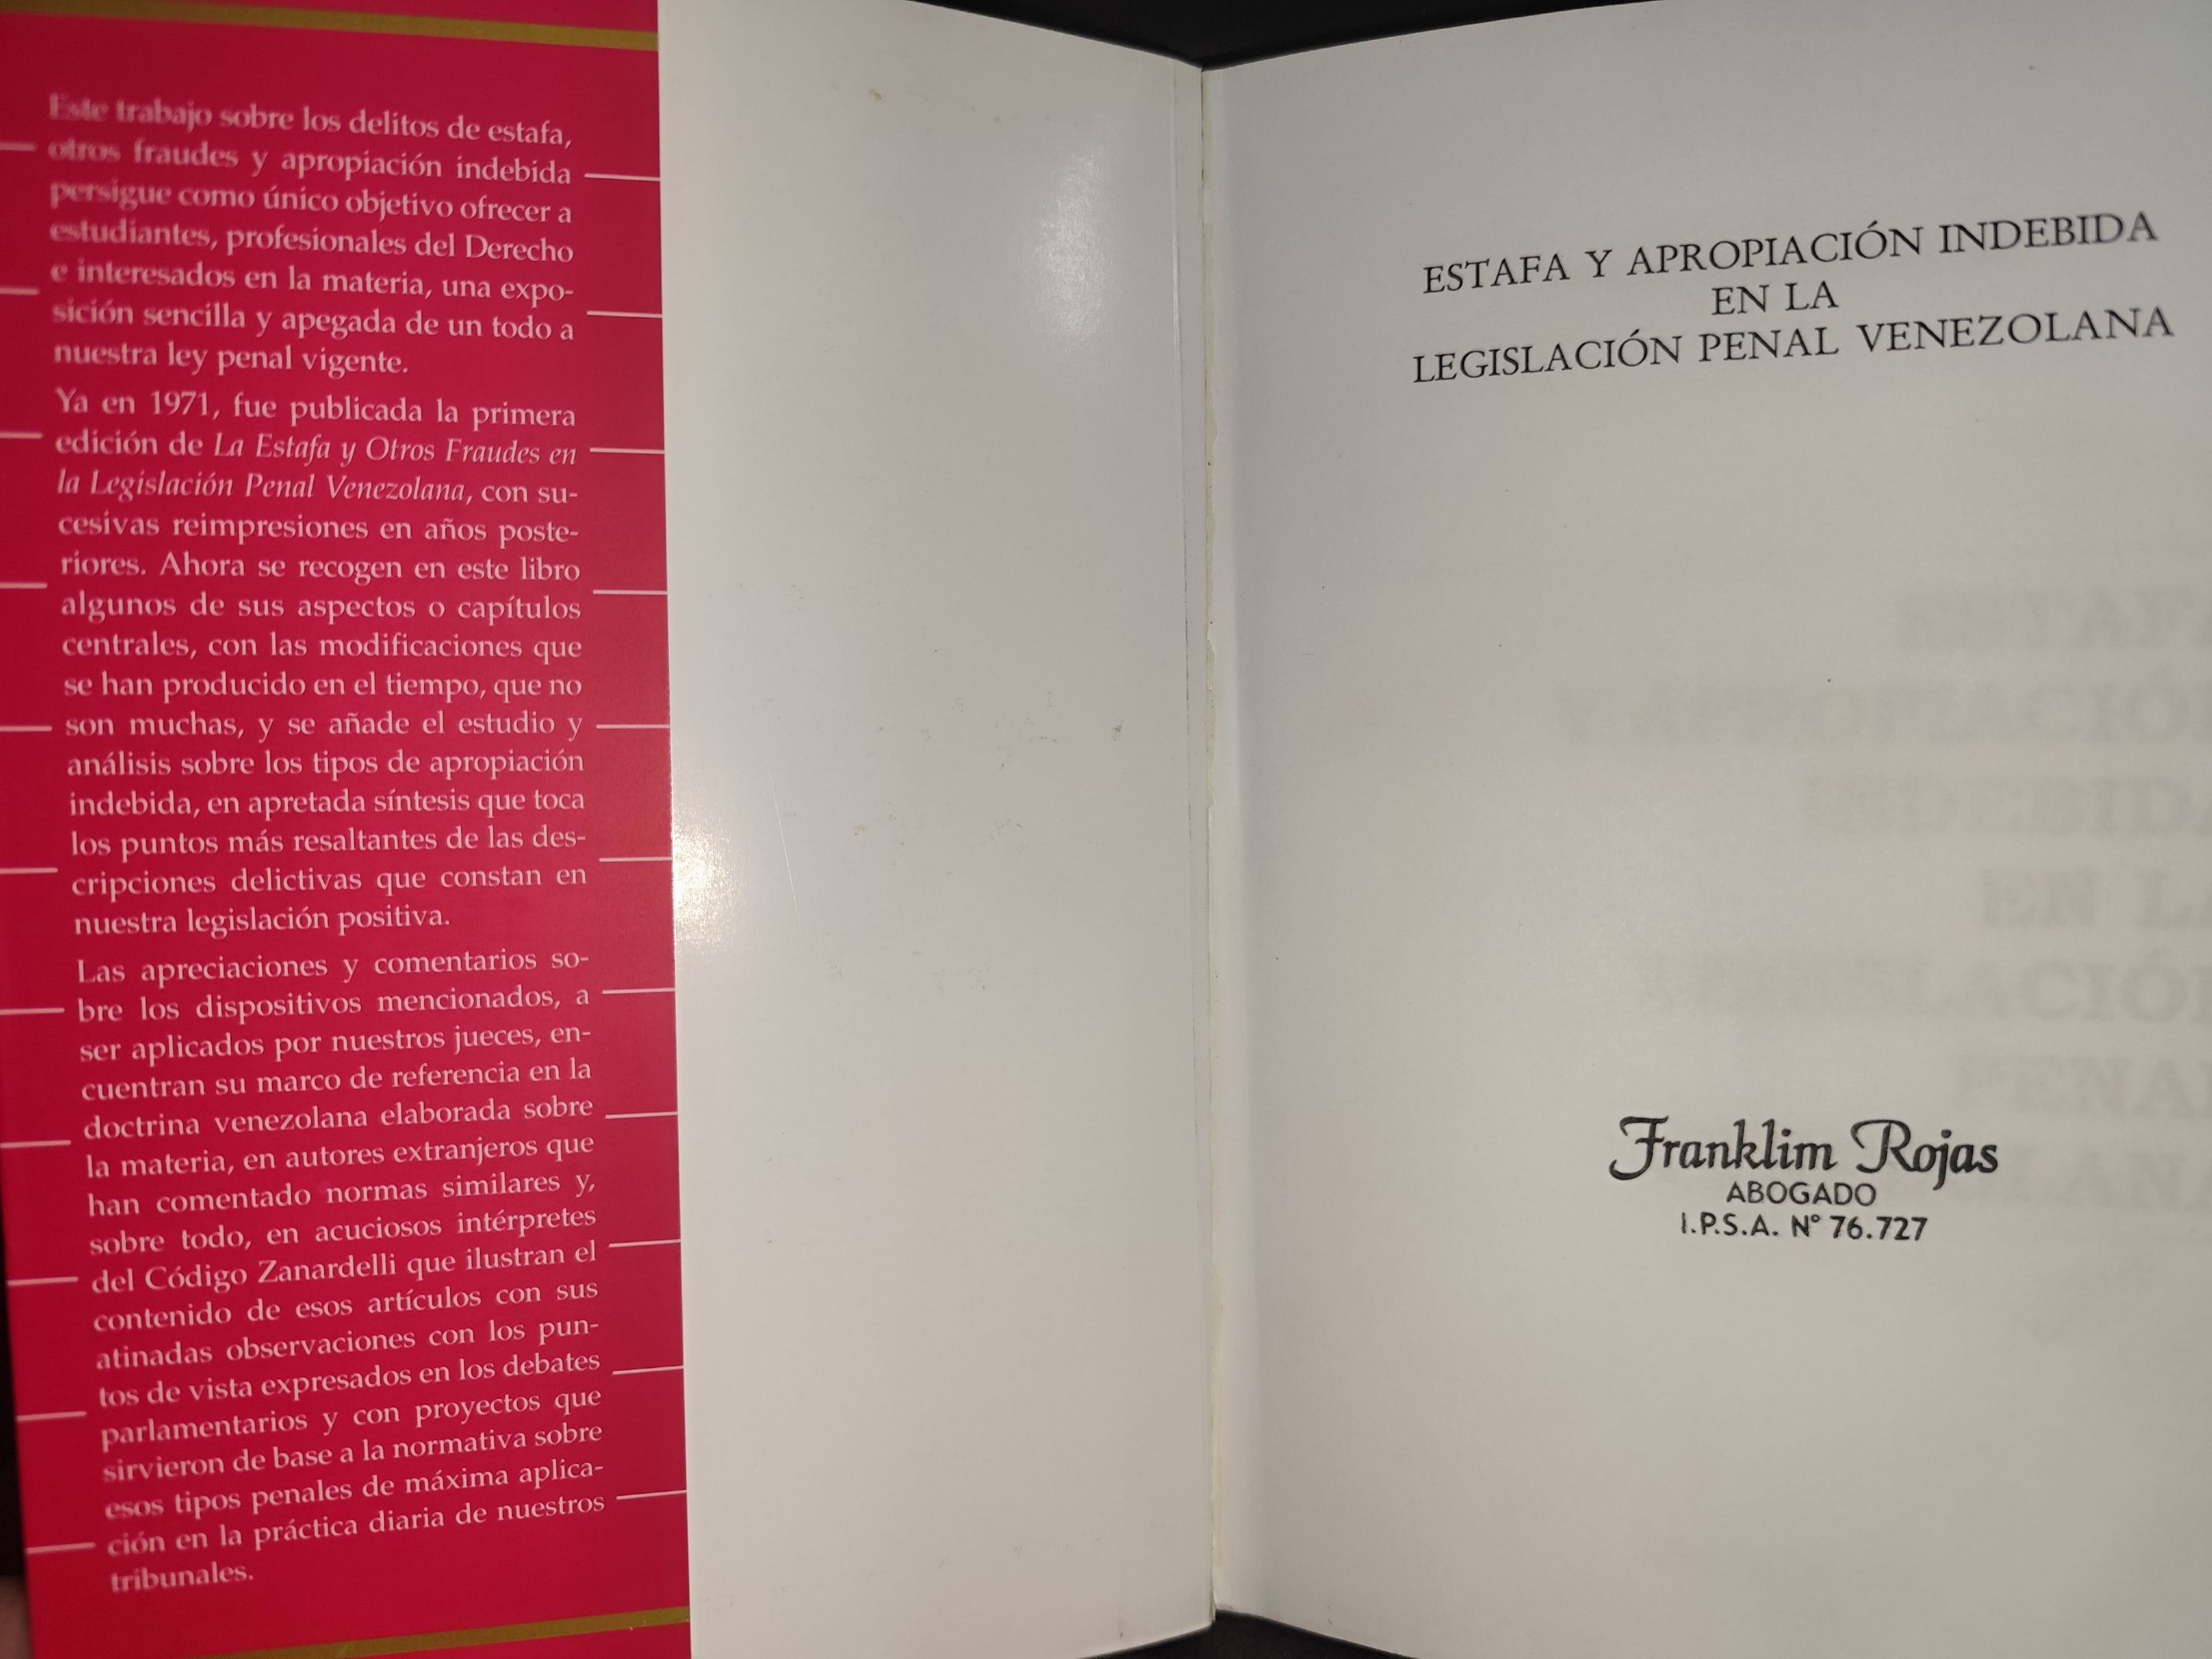 Este trabajo sobre los delitos de estafa,
otros fraudes y apropiación indebida
persigue como único objetivo ofrecer a
estudiantes, profesionales del Derecho
e interesados en la materia, una expo-
sición sencilla y apegada de un todo a
nuestra ley penal vigente.
Ya en 1971, fue publicada la primera
edición de La Estafa y Otros Fraudes en
la Legislación Penal Venezolana, con su-
cesivas reimpresiones en años poste-
riores. Ahora se recogen en este libro
algunos de sus aspectos o capítulos
centrales, con las modificaciones que
se han producido en el tiempo, que no
son muchas, y se añade el estudio y
análisis sobre los tipos de apropiación
indebida, en apretada síntesis que toca
los puntos más resaltantes de las des-
cripciones delictivas que constan en
nuestra legislación positiva.
Las apreciaciones y comentarios so-
bre los dispositivos mencionados, a
ser aplicados por nuestros jueces, en-
cuentran su marco de referencia en la
doctrina venezolana elaborada sobre
la materia, en autores extranjeros que
han comentado normas similares y,
sobre todo, en acuciosos intérpretes
del Código Zanardelli que ilustran el
contenido de esos artículos con sus
atinadas observaciones con los pun-
tos de vista expresados en los debates
parlamentarios y con proyectos que
sirvieron de base a la normativa sobre
esos tipos penales de máxima aplica-
ción en la práctica diaria de nuestros
tribunales.
ESTAFA Y APROPIACIÓN INDEBIDA
EN LA
LEGISLACIÓN PENAL VENEZOLANA
Franklim Rojas
ABOGADO
I.P.S.A. N° 76.727